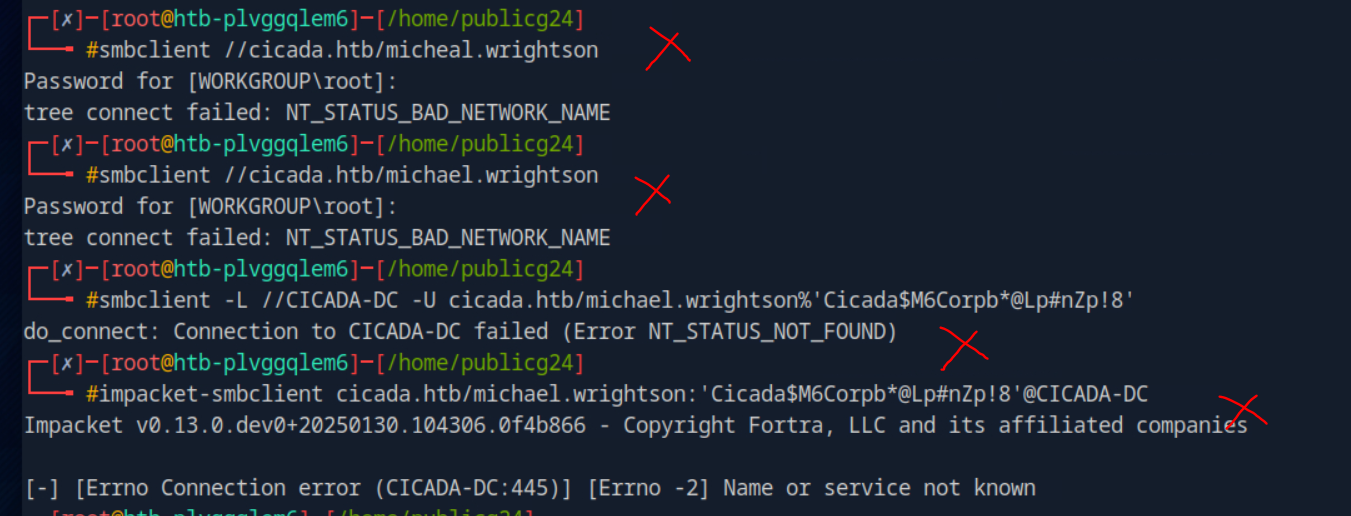 ┌─[✗]─[root@htb-plvggqlem6]─[/home/publicg24]
└──╼ #smbclient //cicada.htb/micheal.wrightson
Password for [WORKGROUP\root]:
tree connect failed: NT_STATUS_BAD_NETWORK_NAME
┌─[✗]─[root@htb-plvggqlem6]─[/home/publicg24]
└──╼ #smbclient //cicada.htb/michael.wrightson
Password for [WORKGROUP\root]:
tree connect failed: NT_STATUS_BAD_NETWORK_NAME
┌─[✗]─[root@htb-plvggqlem6]─[/home/publicg24]
└──╼ #smbclient -L //CICADA-DC -U cicada.htb/michael.wrightson%'Cicada$M6Corpb*@Lp#nZp!8'
do_connect: Connection to CICADA-DC failed (Error NT_STATUS_NOT_FOUND)
┌─[✗]─[root@htb-plvggqlem6]─[/home/publicg24]
└──╼ #impacket-smbclient cicada.htb/michael.wrightson:'Cicada$M6Corpb*@Lp#nZp!8'@CICADA-DC
Impacket v0.13.0.dev0+20250130.104306.0f4b866 - Copyright Fortra, LLC and its affiliated companies
[-] [Errno Connection error (CICADA-DC:445)] [Errno -2] Name or service not known
[root@htb-plvggqlem6]─[/home/publicg24]